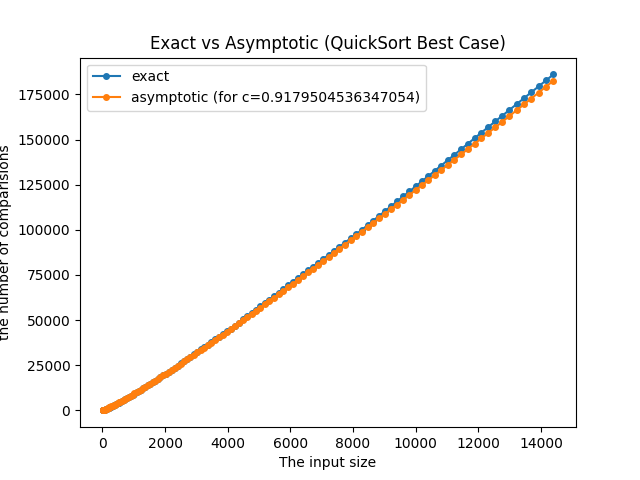 Exact vs Asymptotic (QuickSort Best Case)
exact
asymptotic (for c=0.9179504536347054)
175000
150000
125000
100000
75000
50000
25000
0
the number of comparisions
0 2000 4000 6000 8000 10000 12000 14000
The input size